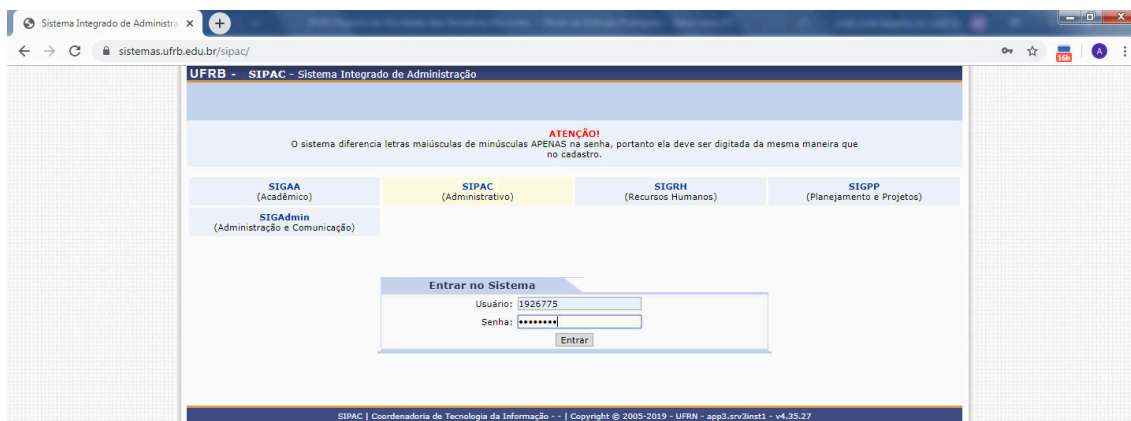 Sistema Integrado de Administra
sistemas.ufrb.edu.br/sipac/
16h
A
UFRB - SIPAC - Sistema Integrado de Administração
ATENÇÃO!
O sistema diferencia letras maiúsculas de minúsculas APENAS na senha, portanto ela deve ser digitada da mesma maneira que
no cadastro.
SIGAA
(Acadêmico)
SIPAC
(Administrativo)
SIGRH
(Recursos Humanos)
SIGPP
(Planejamento e Projetos)
SIGAdmin
(Administração e Comunicação)
Entrar no Sistema
Usuário: 1926775
Senha: ••••••••
Entrar
SIPAC | Coordenadoria de Tecnologia da Informação - - | Copyright © 2005-2019 - UFRN - app3.srv3inst1 - v4.35.27